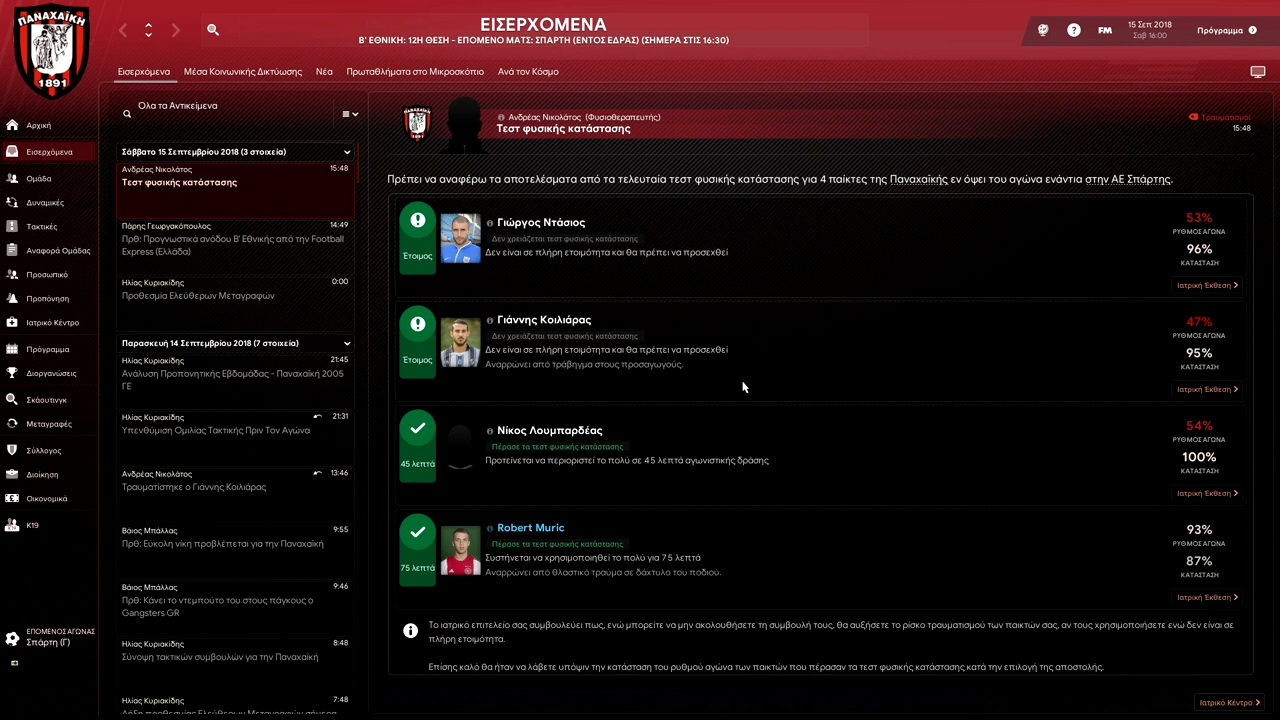 ΠΑΝΑΧΑΪΚΗ
1891
ΕΙΣΕΡΧΟΜΕΝΑ
Β' ΕΘΝΙΚΗ: 12Η ΘΕΣΗ - ΕΠΟΜΕΝΟ ΜΑΤΣ: ΣΠΑΡΤΗ (ΕΝΤΟΣ ΕΔΡΑΣ) (ΣΗΜΕΡΑ ΣΤΙΣ 16:30)
FM
15 Σεπ 2018
Σαβ 16:00
Πρόγραμμα
Εισερχόμενα
Μέσα Κοινωνικής Δικτύωσης
Νέα
Πρωταθλήματα στο Μικροσκόπιο
Ανά τον Κόσμο
Αρχική
Εισερχόμενα
Ομάδα
Δυναμικές
Τακτικές
Αναφορά Ομάδας
Προσωπικό
Προπόνηση
Ιατρικό Κέντρο
Πρόγραμμα
Διοργανώσεις
Σκάουτινγκ
Μεταγραφές
Σύλλογος
Διοίκηση
Οικονομικά
Κ19
ΕΠΟΜΕΝΟΣ ΑΓΩΝΑΣ
Σπάρτη (Γ)
Ολα τα Αντικείμενα
Σάββατο 15 Σεπτεμβρίου 2018 (3 στοιχεία)
Ανδρέας Νικολάτος 15:48
Τεστ φυσικής κατάστασης
Πάρης Γεωργακόπουλος 14:49
Πρθ: Προγνωστικά ανόδου Β' Εθνικής από την Football
Express (Ελλάδα)
Ηλίας Κυριακίδης 0:00
Προθεσμία Ελεύθερων Μεταγραφών
Παρασκευή 14 Σεπτεμβρίου 2018 (7 στοιχεία)
Ηλίας Κυριακίδης 21:45
Ανάλυση Προπονητικής Εβδομάδας - Παναχαϊκή 2005
ΓΕ
Ηλίας Κυριακίδης 21:31
Υπενθύμιση Ομιλίας Τακτικής Πριν Τον Αγώνα
Ανδρέας Νικολάτος 13:46
Τραυματίστηκε ο Γιάννης Κοιλιάρας
Βάιος Μπάλλας 9:55
Πρθ: Εύκολη νίκη προβλέπεται για την Παναχαϊκή
Βάιος Μπάλλας 9:46
Πρθ: Κάνει το ντεμπούτο του στους πάγκους ο
Gangsters GR
Ηλίας Κυριακίδης 8:48
Σύνοψη τακτικών συμβουλών για την Παναχαϊκή
Ηλίας Κυριακίδης 7:48
Λήξη προθεσμίας Ελεύθερων Μεταγραφών σήμερα
Ανδρέας Νικολάτος (Φυσιοθεραπευτής)
Τεστ φυσικής κατάστασης
Τραυματισμοί
15:48
Πρέπει να αναφέρω τα αποτελέσματα από τα τελευταία τεστ φυσικής κατάστασης για 4 παίκτες της Παναχαϊκής εν όψει του αγώνα ενάντια στην ΑΕ Σπάρτης.
Έτοιμος
Γιώργος Ντάσιος
Δεν χρειάζεται τεστ φυσικής κατάστασης
Δεν είναι σε πλήρη ετοιμότητα και θα πρέπει να προσεχθεί
53%
ΡΥΘΜΟΣ ΑΓΩΝΑ
96%
ΚΑΤΑΣΤΑΣΗ
Ιατρική Έκθεση
Έτοιμος
Γιάννης Κοιλιάρας
Δεν χρειάζεται τεστ φυσικής κατάστασης
Δεν είναι σε πλήρη ετοιμότητα και θα πρέπει να προσεχθεί
Αναρρώνει από τράβηγμα στους προσαγωγούς.
47%
ΡΥΘΜΟΣ ΑΓΩΝΑ
95%
ΚΑΤΑΣΤΑΣΗ
Ιατρική Έκθεση
45 λεπτά
Νίκος Λουμπαρδέας
Πέρασε τα τεστ φυσικής κατάστασης
Προτείνεται να περιοριστεί το πολύ σε 45 λεπτά αγωνιστικής δράσης
54%
ΡΥΘΜΟΣ ΑΓΩΝΑ
100%
ΚΑΤΑΣΤΑΣΗ
Ιατρική Έκθεση
75 λεπτά
Robert Muric
Πέρασε τα τεστ φυσικής κατάστασης
Συστήνεται να χρησιμοποιηθεί το πολύ για 75 λεπτά
Αναρρώνει από θλαστικό τραύμα σε δάχτυλο του ποδιού.
93%
ΡΥΘΜΟΣ ΑΓΩΝΑ
87%
ΚΑΤΑΣΤΑΣΗ
Ιατρική Έκθεση
Το ιατρικό επιτελείο σας συμβουλεύει πως, ενώ μπορείτε να μην ακολουθήσετε τη συμβουλή τους, θα αυξήσετε το ρίσκο τραυματισμού των παικτών σας, αν τους χρησιμοποιήσετε ενώ δεν είναι σε
πλήρη ετοιμότητα.
Επίσης καλό θα ήταν να λάβετε υπόψιν την κατάσταση του ρυθμού αγώνα των παικτών που πέρασαν τα τεστ φυσικής κατάστασης κατά την επιλογή της αποστολής.
Ιατρικό Κέντρο